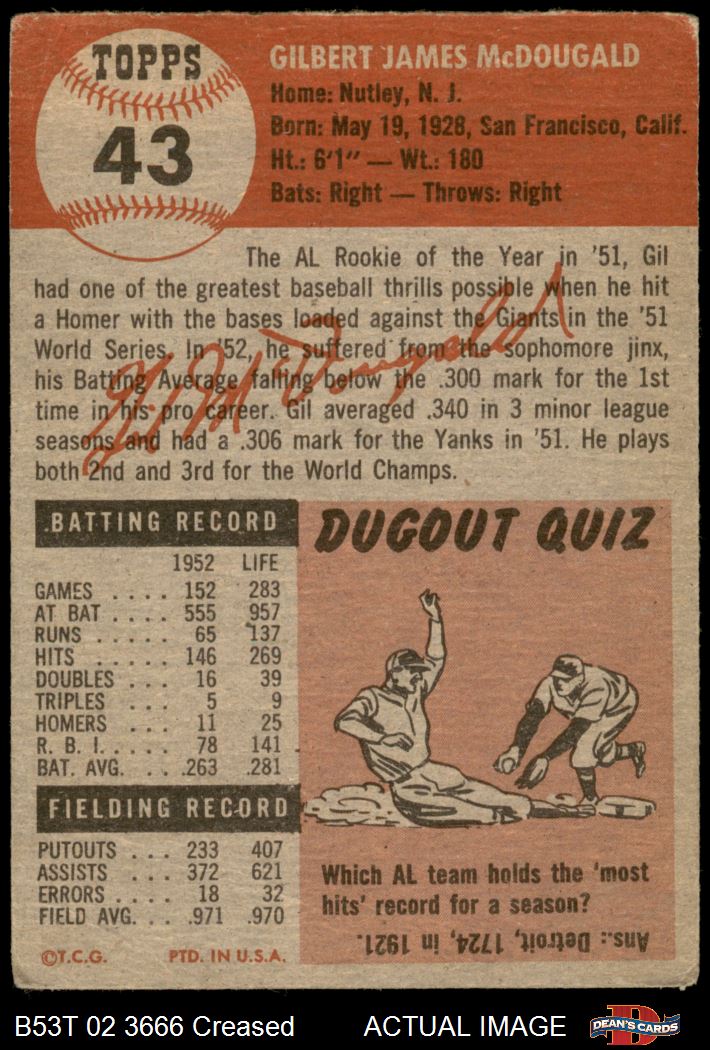 TOPPS
43
GILBERT JAMES McDOUGALD
Home: Nutley, N. J.
Born: May 19, 1928, San Francisco, Calif.
Ht.: 6'1" — Wt.: 180
Bats: Right — Throws: Right
The AL Rookie of the Year in '51, Gil
had one of the greatest baseball thrills possible when he hit
a Homer with the bases loaded against the Giants in the '51
World Series. In '52, he suffered from the sophomore jinx,
his Batting Average falling below the .300 mark for the 1st
time in his pro career. Gil averaged .340 in 3 minor league
seasons and had a .306 mark for the Yanks in '51. He plays
both 2nd and 3rd for the World Champs.
Gil McDougald
BATTING RECORD
1952 LIFE
GAMES .... 152 283
AT BAT .... 555 957
RUNS ..... 65 137
HITS ..... 146 269
DOUBLES ... 16 39
TRIPLES ... 5 9
HOMERS ... 11 25
R. B. I. .... 78 141
BAT. AVG. ... .263 .281
FIELDING RECORD
PUTOUTS ... 233 407
ASSISTS ... 372 621
ERRORS .... 18 32
FIELD AVG. ... .971 .970
©T.C.G. PTD. IN U.S.A.
DUGOUT QUIZ
Which AL team holds the 'most
hits' record for a season?
Ans.: Detroit, 1724, in 1921.
B53T 02 3666 Creased ACTUAL IMAGE DEAN'S CARDS